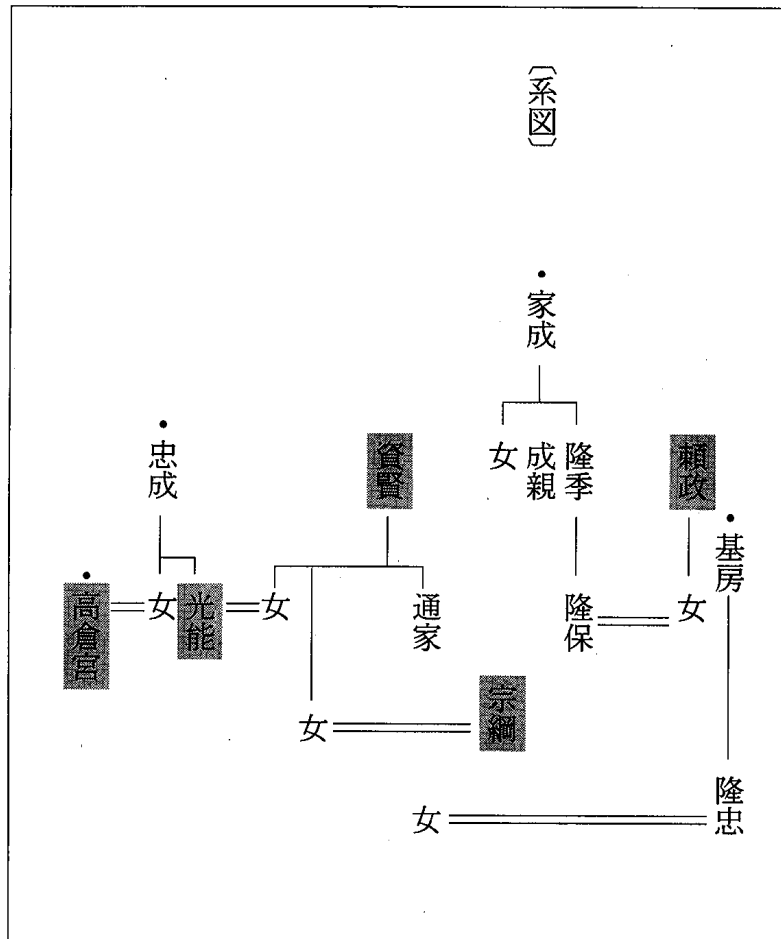 〔系図〕
・基房
隆忠
頼政
女
隆季
隆保
成親
女
・家成
宗綱
通家
資賢
女
女
女
光能
女
・忠成
・高倉宮